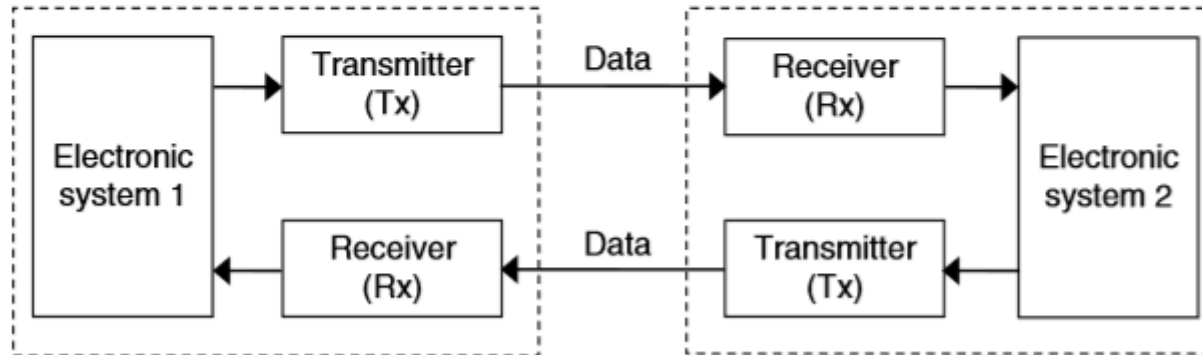 Electronic
system 1
Transmitter
(Tx)
Data
Receiver
(Rx)
Electronic
system 2
Receiver
(Rx)
Data
Transmitter
(Tx)